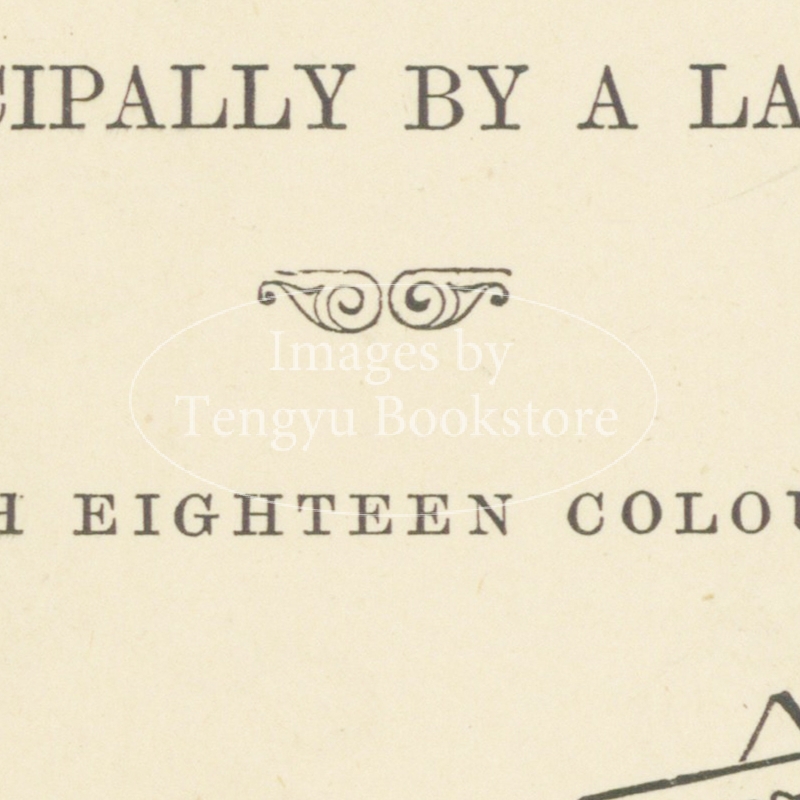 CIPALLY BY A LA
Images by
Tengyu Bookstore
H EIGHTEEN COLOU